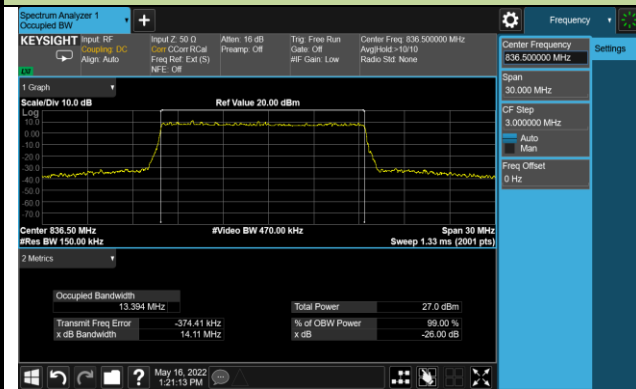 Spectrum Analyzer 1
Occupied BW
+
Frequency
KEYSIGHT
Input: RF
Coupling: DC
Align: Auto
Input Z: 50 Ω
Corr CCorr RCal
Freq Ref: Ext (S)
NFE: Off
Atten: 16 dB
Preamp: Off
Trig: Free Run
Gate: Off
#IF Gain: Low
Center Freq: 836.500000 MHz
Avg|Hold:>10/10
Radio Std: None
Center Frequency
836.500000 MHz
Settings
Span
30.000 MHz
CF Step
3.000000 MHz
Auto
Man
Freq Offset
0 Hz
1 Graph
Scale/Div 10.0 dB
Ref Value 20.00 dBm
Log
10.0
0.00
-10.0
-20.0
-30.0
-40.0
-50.0
-60.0
-70.0
Center 836.50 MHz
#Video BW 470.00 kHz
Span 30 MHz
#Res BW 150.00 kHz
Sweep 1.33 ms (2001 pts)
2 Metrics
Occupied Bandwidth
13.394 MHz
Total Power
27.0 dBm
Transmit Freq Error
-374.41 kHz
% of OBW Power
99.00 %
x dB Bandwidth
14.11 MHz
x dB
-26.00 dB
?
May 16, 2022
1:21:13 PM